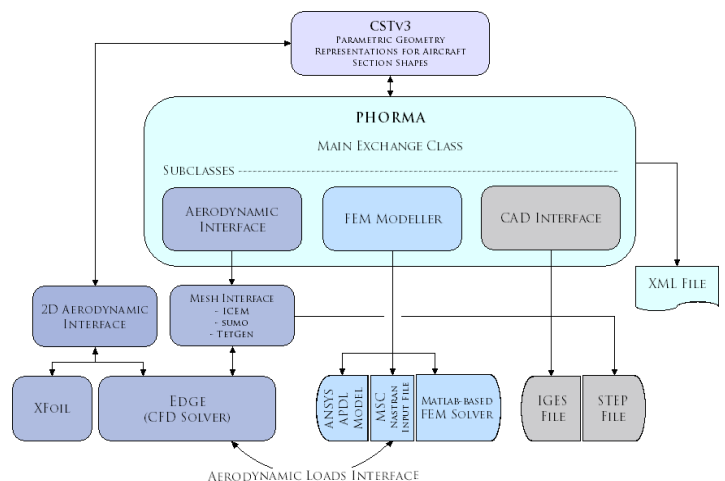 CSTv3
Parametric Geometry
Representations for Aircraft
Section Shapes
PHORMA
Main Exchange Class
Subclasses
Aerodynamic
Interface
FEM Modeller
CAD Interface
XML File
2D Aerodynamic
Interface
Mesh Interface
- ICEM
- sumo
- TetGen
XFoil
Edge
(CFD Solver)
ANSYS
APDL
Model
MSC
Nastran
Input File
Matlab-based
FEM Solver
IGES
File
STEP
File
Aerodynamic Loads Interface